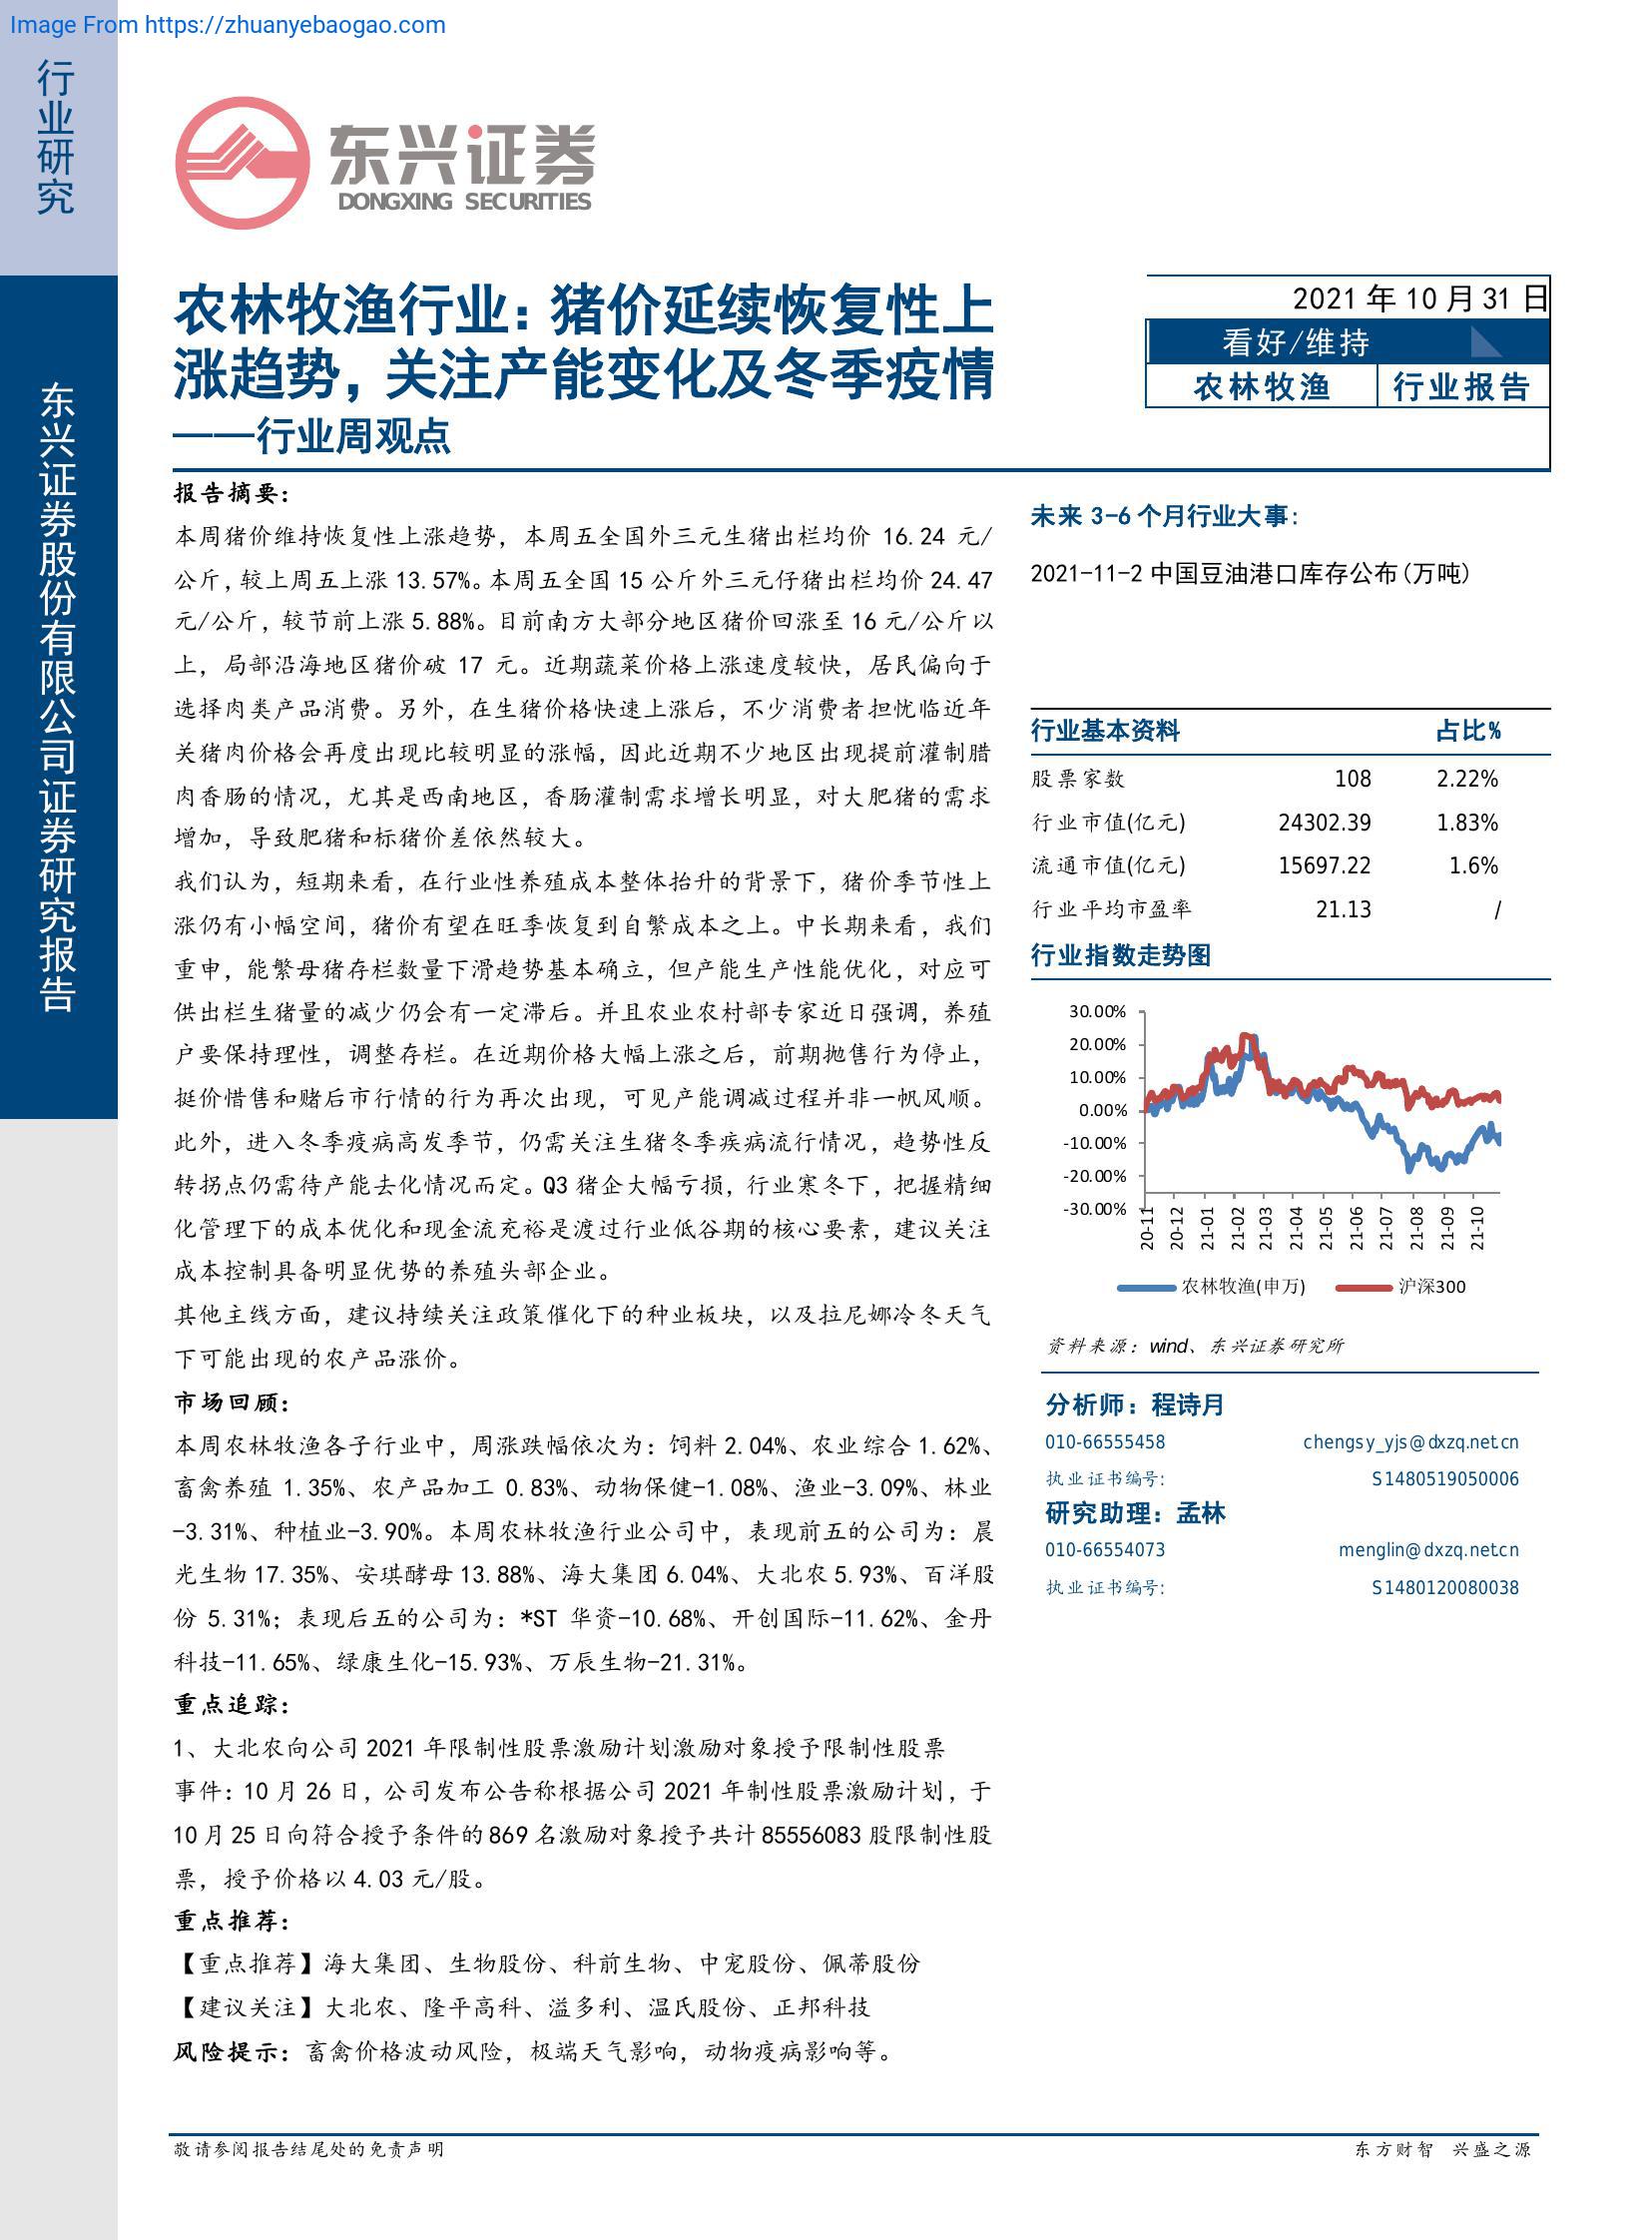 Image From https://zhuanyebaogao.com
行业研究
东兴证券股份有限公司证券研究报告
东兴证券
DONGXING SECURITIES
农林牧渔行业：猪价延续恢复性上
涨趋势，关注产能变化及冬季疫情
——行业周观点
2021 年 10 月 31 日
看好/维持
农林牧渔 行业报告
报告摘要：
本周猪价维持恢复性上涨趋势，本周五全国外三元生猪出栏均价 16.24 元/
公斤，较上周五上涨 13.57%。本周五全国 15 公斤外三元仔猪出栏均价 24.47
元/公斤，较节前上涨 5.88%。目前南方大部分地区猪价回涨至 16 元/公斤以
上，局部沿海地区猪价破 17 元。近期蔬菜价格上涨速度较快，居民偏向于
选择肉类产品消费。另外，在生猪价格快速上涨后，不少消费者担忧临近年
关猪肉价格会再度出现比较明显的涨幅，因此近期不少地区出现提前灌制腊
肉香肠的情况，尤其是西南地区，香肠灌制需求增长明显，对大肥猪的需求
增加，导致肥猪和标猪价差依然较大。
我们认为，短期来看，在行业性养殖成本整体抬升的背景下，猪价季节性上
涨仍有小幅空间，猪价有望在旺季恢复到自繁成本之上。中长期来看，我们
重申，能繁母猪存栏数量下滑趋势基本确立，但产能生产性能优化，对应可
供出栏生猪量的减少仍会有一定滞后。并且农业农村部专家近日强调，养殖
户要保持理性，调整存栏。在近期价格大幅上涨之后，前期抛售行为停止，
挺价惜售和赌后市行情的行为再次出现，可见产能调减过程并非一帆风顺。
此外，进入冬季疫病高发季节，仍需关注生猪冬季疾病流行情况，趋势性反
转拐点仍需待产能去化情况而定。Q3 猪企大幅亏损，行业寒冬下，把握精细
化管理下的成本优化和现金流充裕是渡过行业低谷期的核心要素，建议关注
成本控制具备明显优势的养殖头部企业。
其他主线方面，建议持续关注政策催化下的种业板块，以及拉尼娜冷冬天气
下可能出现的农产品涨价。
市场回顾：
本周农林牧渔各子行业中，周涨跌幅依次为：饲料 2.04%、农业综合 1.62%、
畜禽养殖 1.35%、农产品加工 0.83%、动物保健-1.08%、渔业-3.09%、林业
-3.31%、种植业-3.90%。本周农林牧渔行业公司中，表现前五的公司为：晨
光生物 17.35%、安琪酵母 13.88%、海大集团 6.04%、大北农 5.93%、百洋股
份 5.31%；表现后五的公司为：*ST 华资-10.68%、开创国际-11.62%、金丹
科技-11.65%、绿康生化-15.93%、万辰生物-21.31%。
重点追踪：
1、大北农向公司 2021 年限制性股票激励计划激励对象授予限制性股票
事件：10 月 26 日，公司发布公告称根据公司 2021 年制性股票激励计划，于
10 月 25 日向符合授予条件的 869 名激励对象授予共计 85556083 股限制性股
票，授予价格以 4.03 元/股。
重点推荐：
【重点推荐】海大集团、生物股份、科前生物、中宠股份、佩蒂股份
【建议关注】大北农、隆平高科、溢多利、温氏股份、正邦科技
风险提示：畜禽价格波动风险，极端天气影响，动物疫病影响等。
未来 3-6 个月行业大事：
2021-11-2 中国豆油港口库存公布(万吨)
行业基本资料 占比%
股票家数 108 2.22%
行业市值(亿元) 24302.39 1.83%
流通市值(亿元) 15697.22 1.6%
行业平均市盈率 21.13 /
行业指数走势图
30.00%
20.00%
10.00%
0.00%
-10.00%
-20.00%
-30.00%
20-11 20-12 21-01 21-02 21-03 21-04 21-05 21-06 21-07 21-08 21-09 21-10
农林牧渔(申万) 沪深300
资料来源：wind、东兴证券研究所
分析师：程诗月
010-66555458 chengsy_yjs@dxzq.net.cn
执业证书编号: S1480519050006
研究助理：孟林
010-66554073 menglin@dxzq.net.cn
执业证书编号: S1480120080038
敬请参阅报告结尾处的免责声明
东方财智 兴盛之源